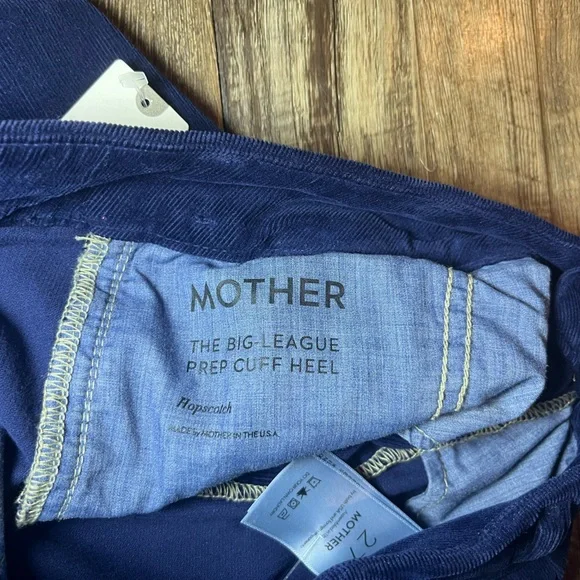 MOTHER
THE BIG-LEAGUE
PREP CUFF HEEL
Hopscotch
MADE by MOTHER IN THE U.S.A.
MOTHER